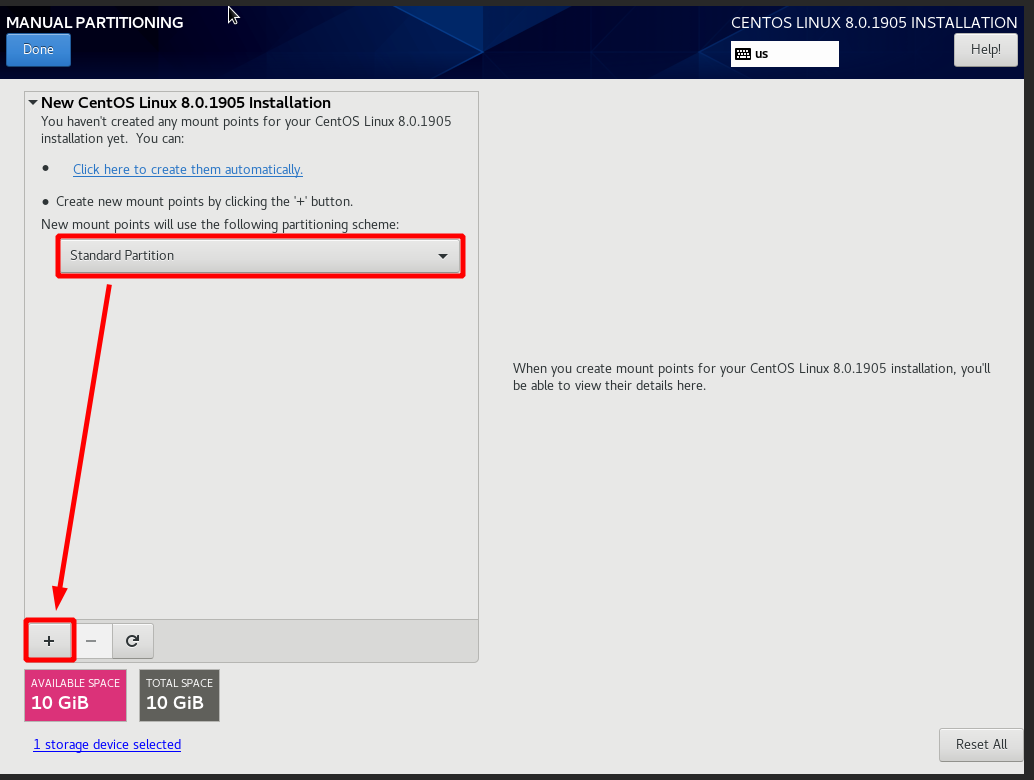 MANUAL PARTITIONING
CENTOS LINUX 8.0.1905 INSTALLATION
Done
us
Help!
New CentOS Linux 8.0.1905 Installation
You haven't created any mount points for your CentOS Linux 8.0.1905
installation yet.  You can:
• Click here to create them automatically.
• Create new mount points by clicking the '+' button.
New mount points will use the following partitioning scheme:
Standard Partition
When you create mount points for your CentOS Linux 8.0.1905 installation, you'll
be able to view their details here.
+ −
AVAILABLE SPACE
10 GiB
TOTAL SPACE
10 GiB
1 storage device selected
Reset All